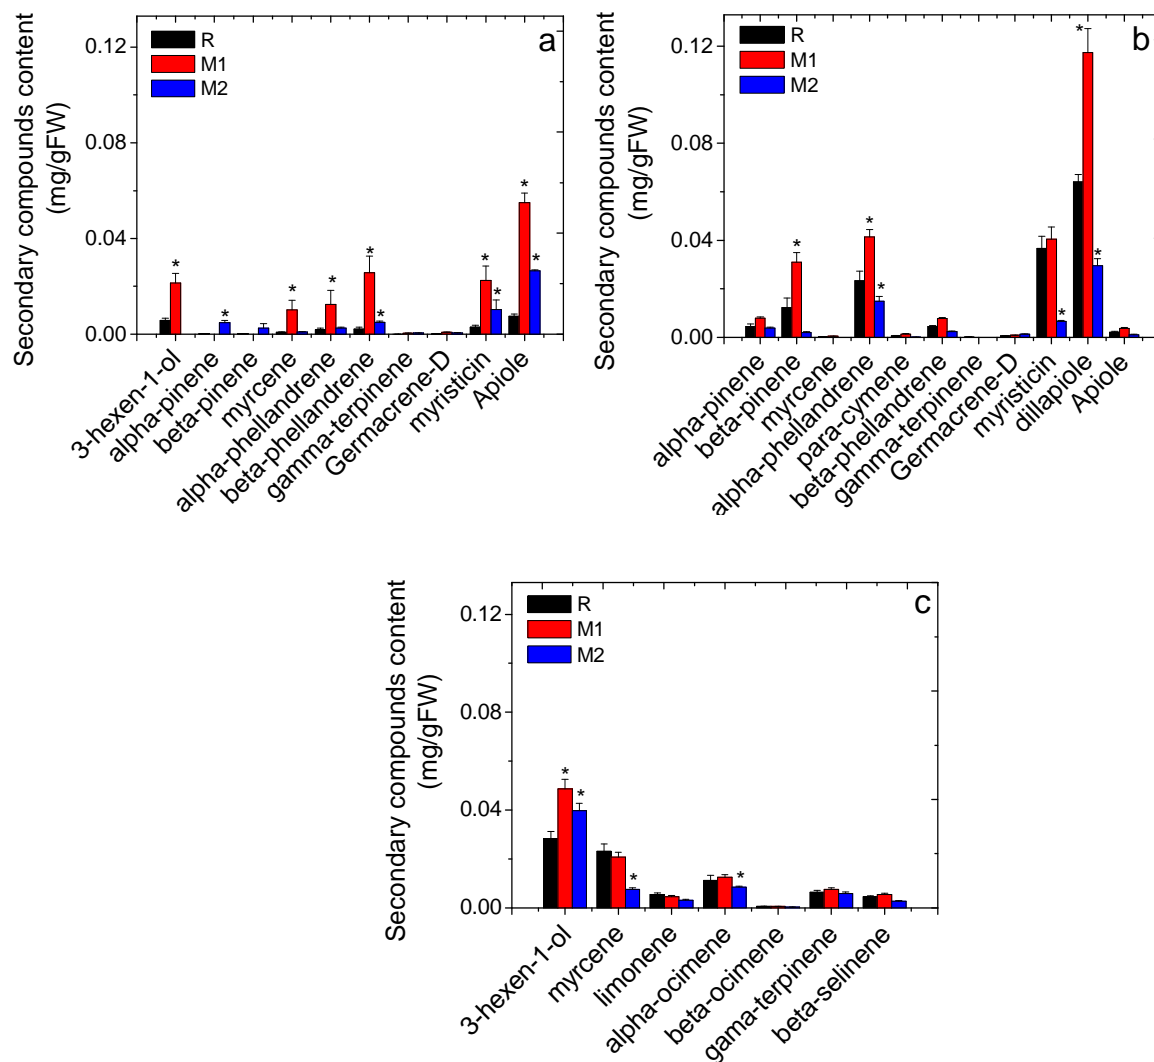 a
R
M1
M2
Secondary compounds content
(mg/gFW)
0.12
0.08
0.04
0.00
*
*
*
*
*
*
*
*
*
*
3-hexen-1-ol
alpha-pinene
beta-pinene
myrcene
alpha-phellandrene
beta-phellandrene
gamma-terpinene
Germacrene-D
myristicin
Apiole
b
R
M1
M2
Secondary compounds content
(mg/gFW)
0.12
0.08
0.04
0.00
*
*
*
*
*
*
alpha-pinene
beta-pinene
myrcene
alpha-phellandrene
para-cymene
beta-phellandrene
gamma-terpinene
Germacrene-D
myristicin
dillapiole
Apiole
c
R
M1
M2
Secondary compounds content
(mg/gFW)
0.12
0.08
0.04
0.00
*
*
*
*
3-hexen-1-ol
myrcene
limonene
alpha-ocimene
beta-ocimene
gama-terpinene
beta-selinene